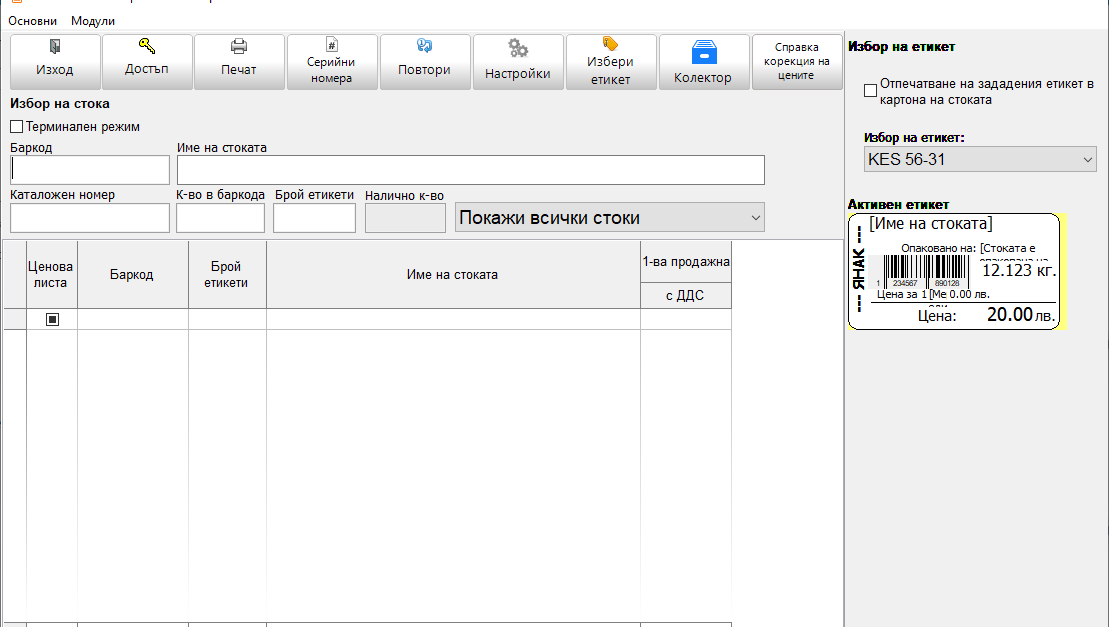 Основни Модули
Изход
Достъп
Печат
#
Серийни
номера
Повтори
Настройки
Избери
етикет
Колектор
Справка
корекция на
цените
Избор на стока
Терминален режим
Баркод
Име на стоката
Каталожен номер
К-во в баркода
Брой етикети
Налично к-во
Покажи всички стоки
Ценова
листа
Баркод
Брой
етикети
Име на стоката
1-ва продажна
с ДДС
Избор на етикет
Отпечатване на зададения етикет в
картона на стоката
Избор на етикет:
KES 56-31
Активен етикет
[Име на стоката]
--- ЯНАК ---
Опаковано на: [Стоката е
12.123 кг.
1 234567 890128
Цена за 1 [Ме 0.00 лв.
Цена: 20.00 лв.